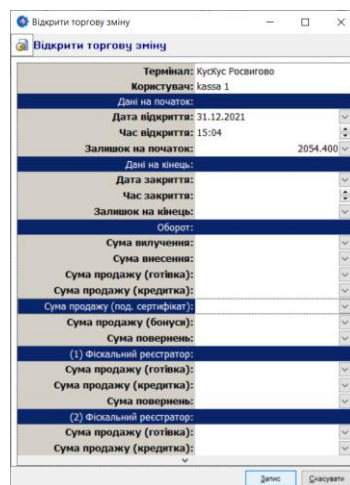 Відкрити торгову зміну
Відкрити торгову зміну
Термінал: КусКус Росвигово
Користувач: kassa 1
Дані на початок:
Дата відкриття: 31.12.2021
Час відкриття: 15:04
Залишок на початок: 2054.400
Дані на кінець:
Дата закриття:
Час закриття:
Залишок на кінець:
Оборот:
Сума вилучення:
Сума внесення:
Сума продажу (готівка):
Сума продажу (кредитка):
Сума продажу (под. сертифікат):
Сума продажу (бонуси):
Сума повернень:
(1) Фіскальний реєстратор:
Сума продажу (готівка):
Сума продажу (кредитка):
Сума повернень:
(2) Фіскальний реєстратор:
Сума продажу (готівка):
Сума продажу (кредитка):
Запис Скасувати